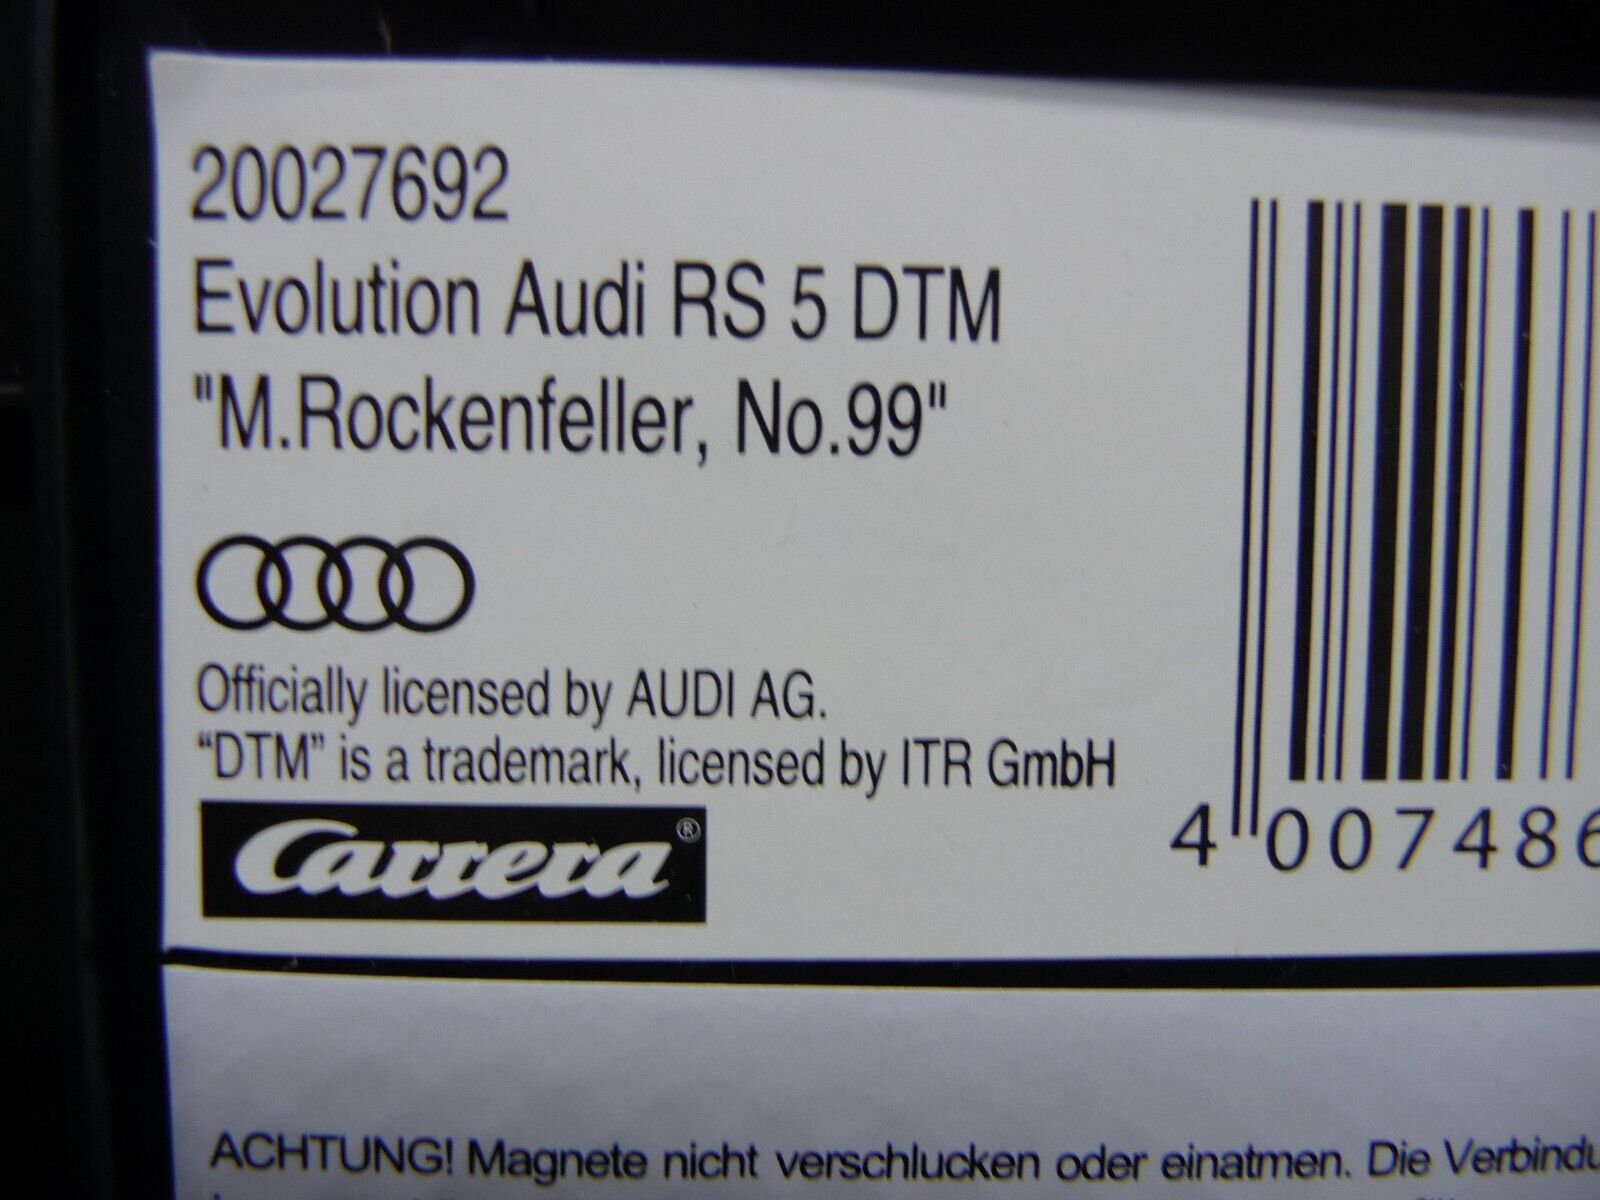 20027692
Evolution Audi RS 5 DTM
"M.Rockenfeller, No.99"
Officially licensed by AUDI AG.
“DTM” is a trademark, licensed by ITR GmbH
Carrera®
4 007486
ACHTUNG! Magnete nicht verschlucken oder einatmen. Die